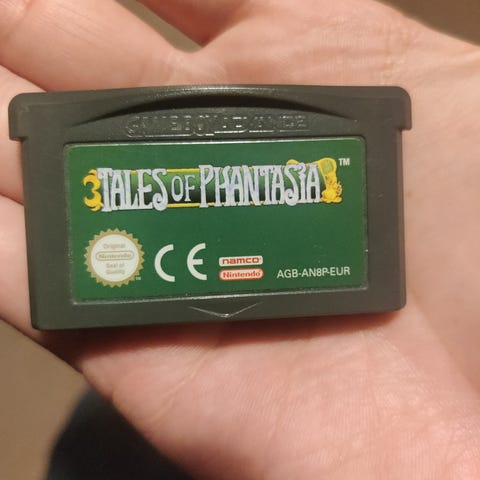 GAME BOY ADVANCE
TALES OF PHANTASIA
TM
Original
Nintendo
Seal of
Quality
CE
namco
Nintendo
AGB-AN8P-EUR